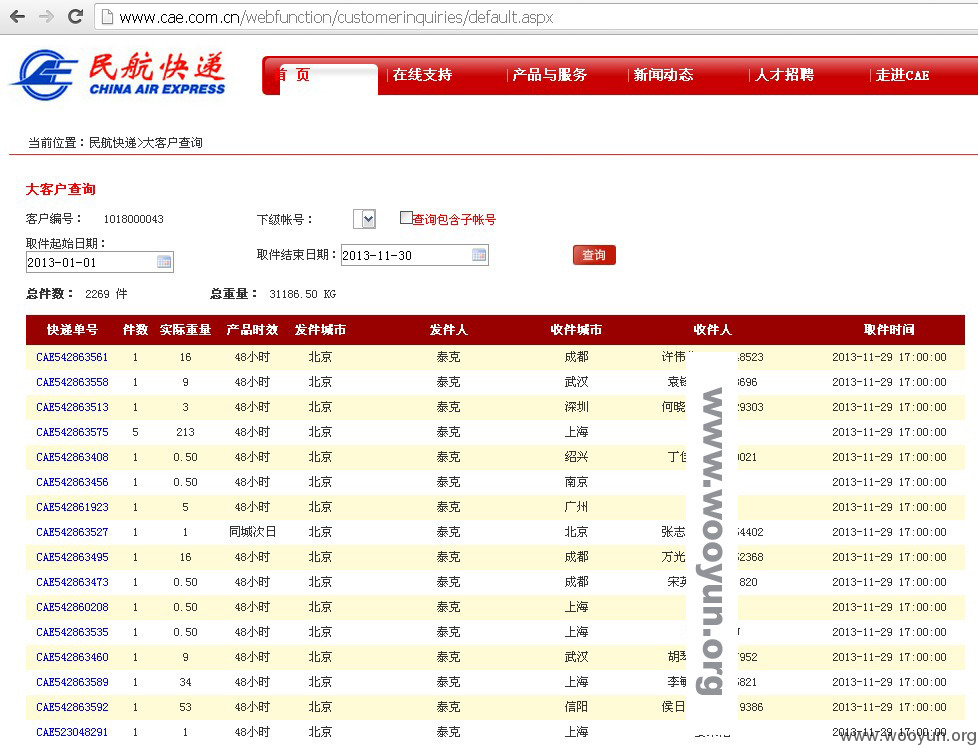 www.cae.com.cn/webfunction/customerinquiries/default.aspx
民航快递
CHINA AIR EXPRESS
首 页 在线支持 产品与服务 新闻动态 人才招聘 走进CAE
当前位置：民航快递>大客户查询
大客户查询
客户编号： 1018000043 下级帐号： 查询包含子帐号
取件起始日期：
2013-01-01 取件结束日期： 2013-11-30 查询
总件数： 2269 件 总重量： 31186.50 KG
快递单号 件数 实际重量 产品时效 发件城市 发件人 收件城市 收件人 取件时间
CAE542863561 1 16 48小时 北京 泰克 成都 许伟 8523 2013-11-29 17:00:00
CAE542863558 1 9 48小时 北京 泰克 武汉 袁 3696 2013-11-29 17:00:00
CAE542863513 1 3 48小时 北京 泰克 深圳 何晓 29303 2013-11-29 17:00:00
CAE542863575 5 213 48小时 北京 泰克 上海 2013-11-29 17:00:00
CAE542863408 1 0.50 48小时 北京 泰克 绍兴 丁 0021 2013-11-29 17:00:00
CAE542863456 1 0.50 48小时 北京 泰克 南京 2013-11-29 17:00:00
CAE542861923 1 5 48小时 北京 泰克 广州 2013-11-29 17:00:00
CAE542863527 1 1 同城次日 北京 泰克 北京 张志 54402 2013-11-29 17:00:00
CAE542863495 1 16 48小时 北京 泰克 成都 万光 52368 2013-11-29 17:00:00
CAE542863473 1 0.50 48小时 北京 泰克 成都 宋 820 2013-11-29 17:00:00
CAE542860208 1 0.50 48小时 北京 泰克 上海 2013-11-29 17:00:00
CAE542863535 1 0.50 48小时 北京 泰克 上海 2013-11-29 17:00:00
CAE542863460 1 9 48小时 北京 泰克 武汉 胡 7952 2013-11-29 17:00:00
CAE542863589 1 34 48小时 北京 泰克 上海 李 6821 2013-11-29 17:00:00
CAE542863592 1 53 48小时 北京 泰克 信阳 侯日 9386 2013-11-29 17:00:00
CAE523048291 1 1 48小时 北京 泰克 上海 2013-11-29 17:00:00
www.wooyun.org
www.wooyun.org